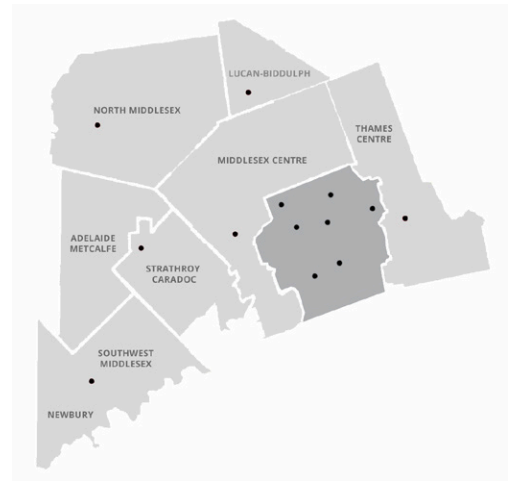 LUCAN-BIDDULPH
NORTH MIDDLESEX
THAMES
CENTRE
MIDDLESEX CENTRE
ADELAIDE
METCALFE
STRATHROY
CARADOC
SOUTHWEST
MIDDLESEX
NEWBURY